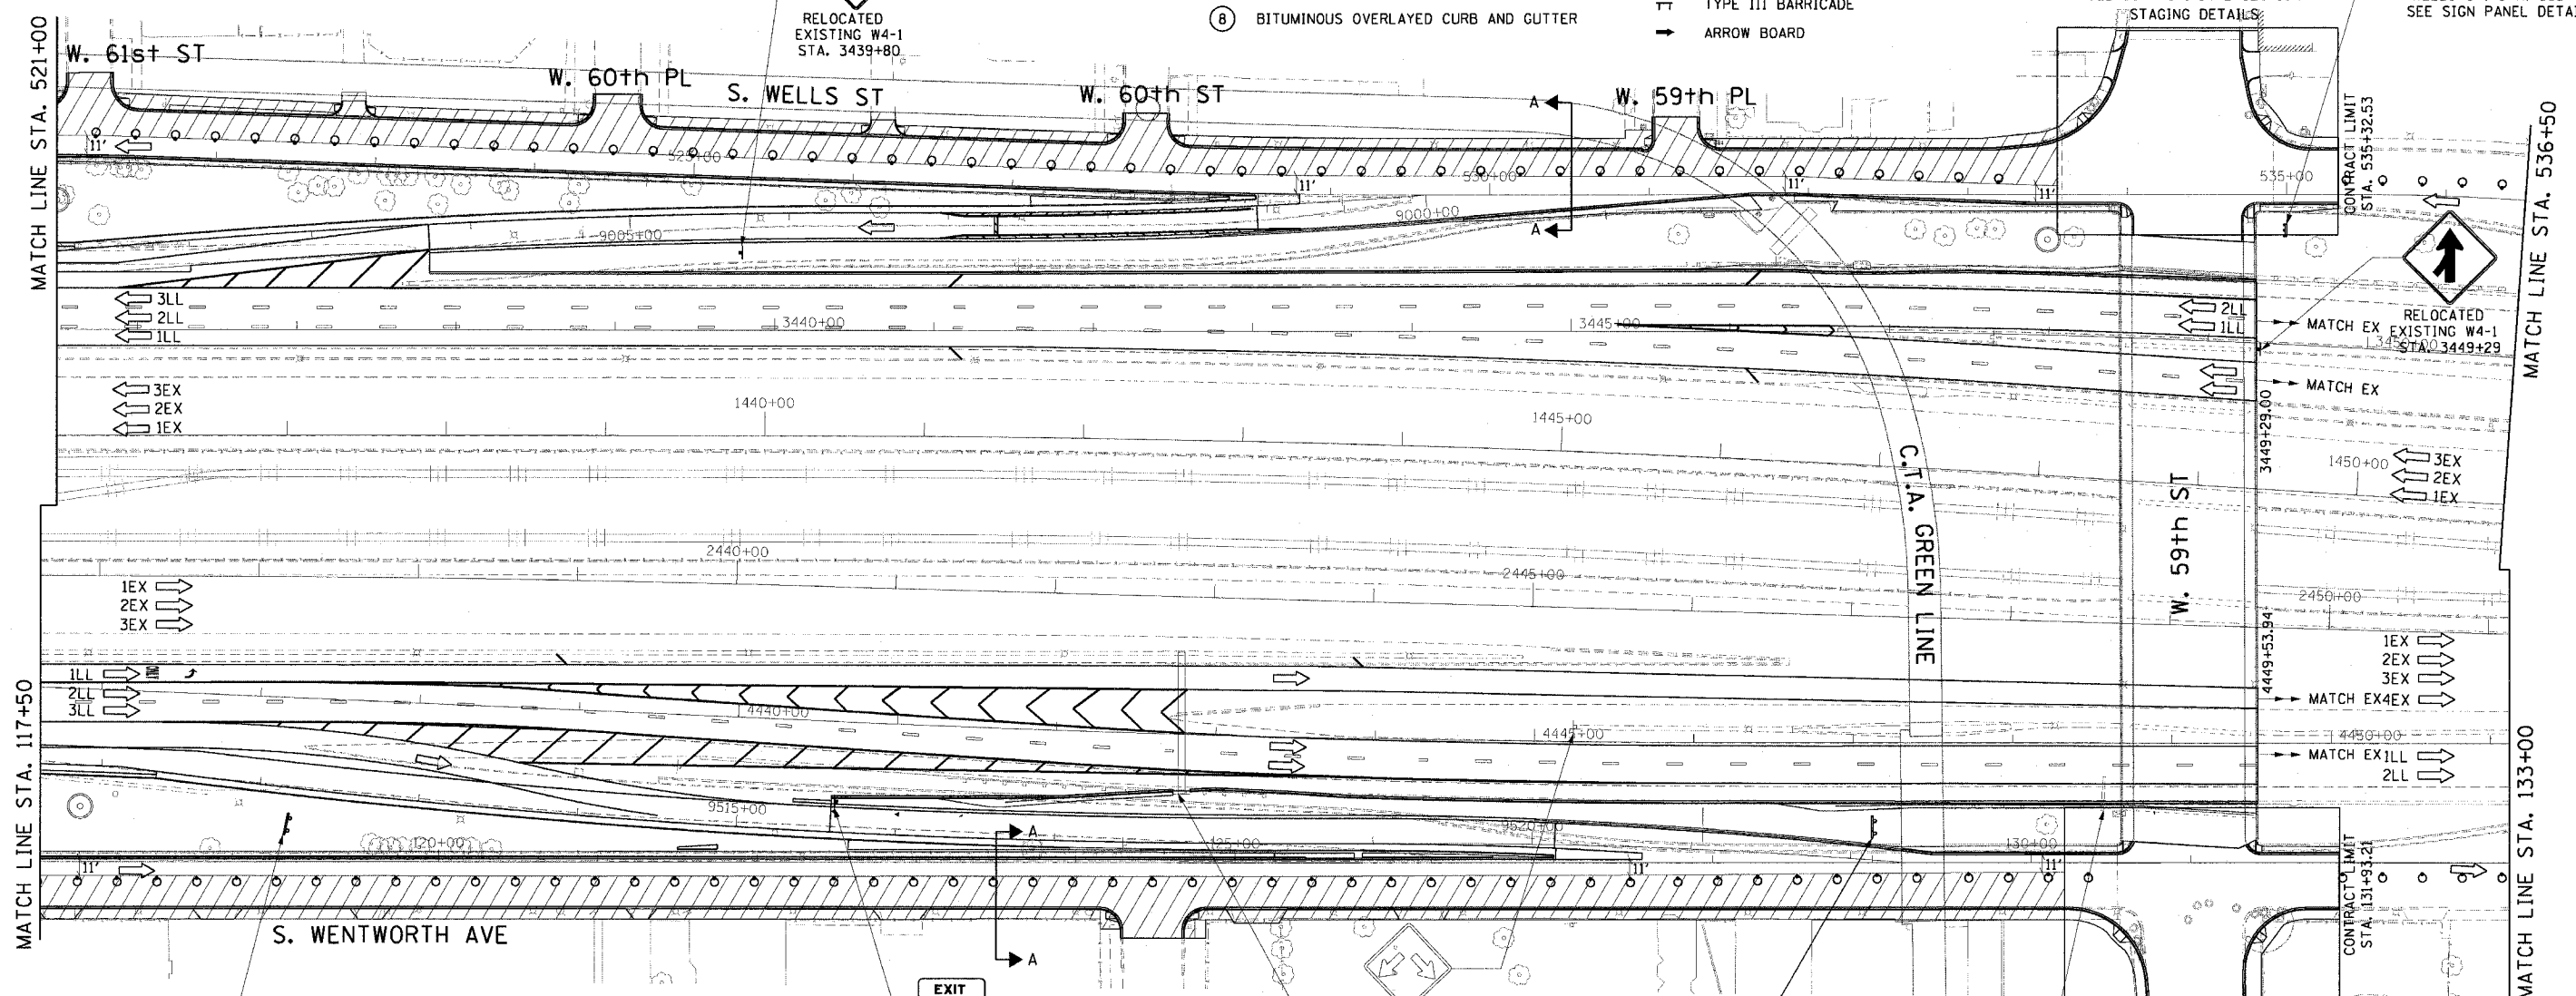 RELOCATED
EXISTING W4-1
STA. 3439+80
8 BITUMINOUS OVERLAYED CURB AND GUTTER
TYPE III BARRICADE
ARROW BOARD
STAGING DETAILS
MATCH LINE STA. 521+00
W. 61st ST
W. 60th PL
S. WELLS ST
W. 60th ST
A
W. 59th PL
CONTRACT LIMIT
STA. 535+32.53
MATCH LINE STA. 536+50
11'
525+00
11'
530+00
11'
11'
535+00
9005+00
9000+00
A
3LL
2LL
1LL
3440+00
3445+00
2LL
1LL
MATCH EX
RELOCATED
EXISTING W4-1
STA. 3449+29
3450+00
MATCH EX
3EX
2EX
1EX
1440+00
1445+00
3449+29.00
1450+00
3EX
2EX
1EX
C.T.A. GREEN LINE
W. 59th ST
2440+00
2445+00
2450+00
1EX
2EX
3EX
4449+53.94
1EX
2EX
3EX
MATCH EX
4EX
1LL
2LL
3LL
4440+00
4445+00
4450+00
MATCH EX
1LL
2LL
MATCH LINE STA. 117+50
9515+00
9520+00
A
120+00
125+00
130+00
11'
11'
11'
CONTRACT LIMIT
STA. 131+93.21
MATCH LINE STA. 133+00
S. WENTWORTH AVE
A
EXIT